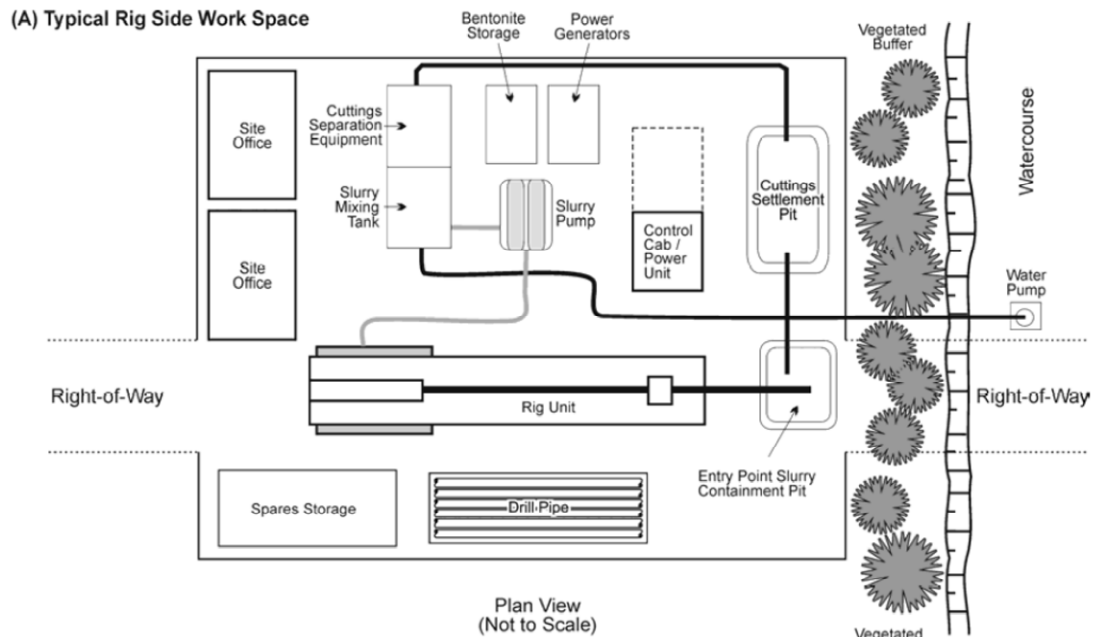 (A) Typical Rig Side Work Space
Bentonite
Storage
Power
Generators
Vegetated
Buffer
Site
Office
Cuttings
Separation
Equipment
Slurry
Mixing
Tank
Slurry
Pump
Cuttings
Settlement
Pit
Control
Cab /
Power
Unit
Watercourse
Site
Office
Water
Pump
Right-of-Way
Rig Unit
Right-of-Way
Entry Point Slurry
Containment Pit
Spares Storage
Drill Pipe
Plan View
(Not to Scale)
Vegetated